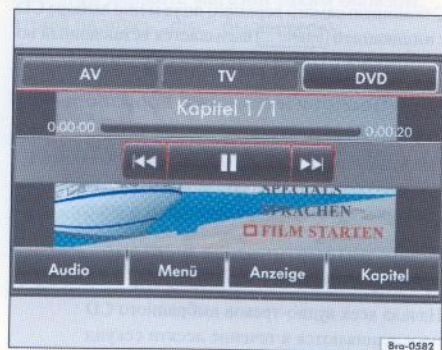 AV TV DVD
Kapitel 1/1
0:00:00 0:00:20
SPECIALS
SPRACHEN
FILM STARTEN
Audio Menü Anzeige Kapitel
Bra-0582